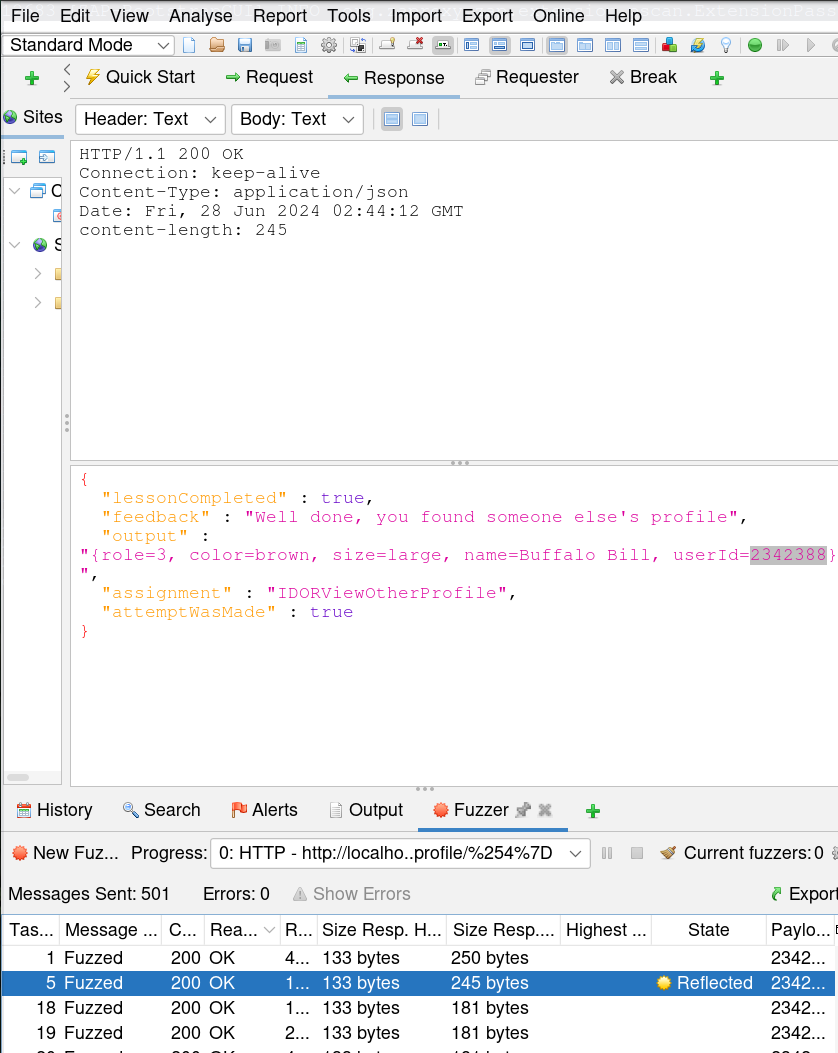 File Edit View Analyse Report Tools Import Export Online Help
Standard Mode
Quick Start Request Response Requester Break
Sites
Header: Text Body: Text
HTTP/1.1 200 OK
Connection: keep-alive
Content-Type: application/json
Date: Fri, 28 Jun 2024 02:44:12 GMT
content-length: 245
C
S
{
"lessonCompleted" : true,
"feedback" : "Well done, you found someone else's profile",
"output" :
"{role=3, color=brown, size=large, name=Buffalo Bill, userId=2342388}
",
"assignment" : "IDORViewOtherProfile",
"attemptWasMade" : true
}
History Search Alerts Output Fuzzer
New Fuz... Progress: 0: HTTP - http://localho..profile/%254%7D Current fuzzers: 0
Messages Sent: 501 Errors: 0 Show Errors Export
Tas... Message ... C... Rea... R... Size Resp. H... Size Resp.... Highest ... State Paylo...
1 Fuzzed 200 OK 4... 133 bytes 250 bytes 2342...
5 Fuzzed 200 OK 1... 133 bytes 245 bytes Reflected 2342...
18 Fuzzed 200 OK 1... 133 bytes 181 bytes 2342...
19 Fuzzed 200 OK 2... 133 bytes 181 bytes 2342...